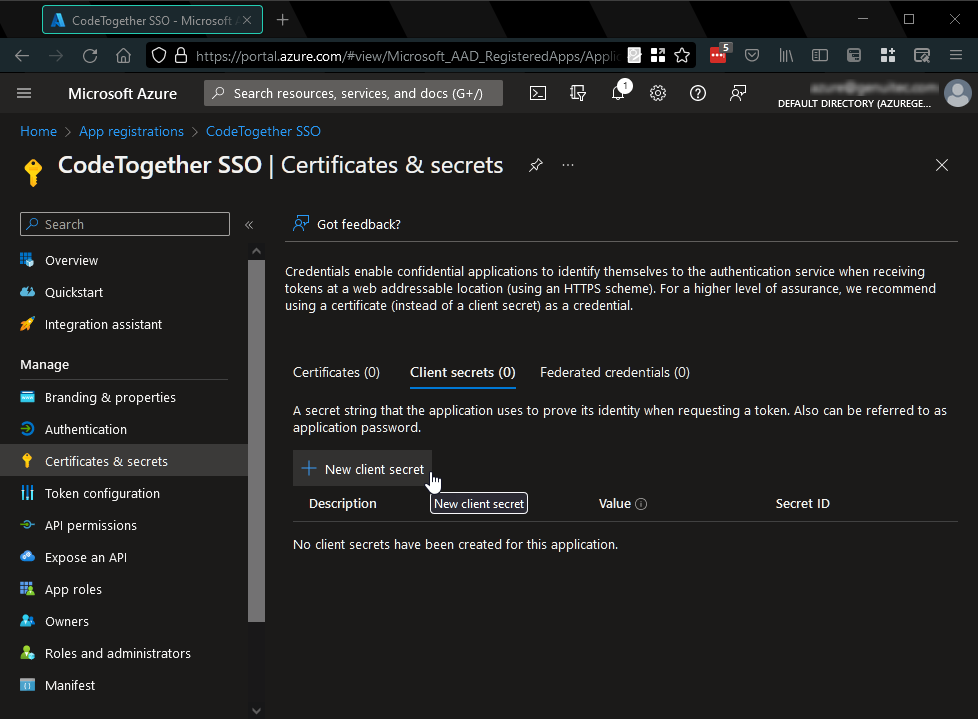 CodeTogether SSO - Microsoft A
https://portal.azure.com/#view/Microsoft_AAD_RegisteredApps/Applic
5
Microsoft Azure
Search resources, services, and docs (G+/)
1
DEFAULT DIRECTORY (AZUREGE...
Home > App registrations > CodeTogether SSO
CodeTogether SSO | Certificates & secrets
Search
Overview
Quickstart
Integration assistant
Manage
Branding & properties
Authentication
Certificates & secrets
Token configuration
API permissions
Expose an API
App roles
Owners
Roles and administrators
Manifest
Got feedback?
Credentials enable confidential applications to identify themselves to the authentication service when receiving
tokens at a web addressable location (using an HTTPS scheme). For a higher level of assurance, we recommend
using a certificate (instead of a client secret) as a credential.
Certificates (0) Client secrets (0) Federated credentials (0)
A secret string that the application uses to prove its identity when requesting a token. Also can be referred to as
application password.
New client secret
New client secret
Description Value Secret ID
No client secrets have been created for this application.